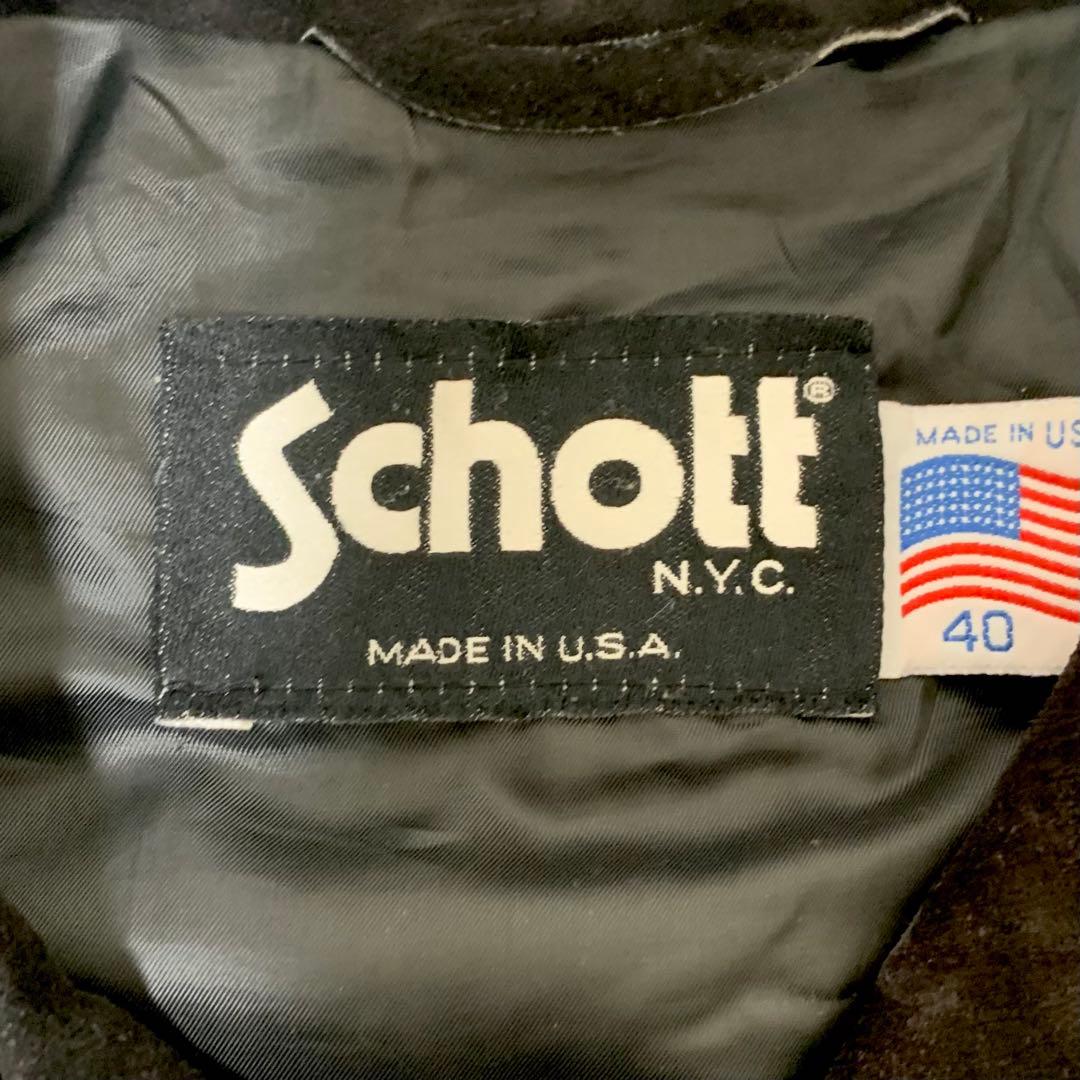 Schott®
N.Y.C.
MADE IN U.S.A.
MADE IN US
40